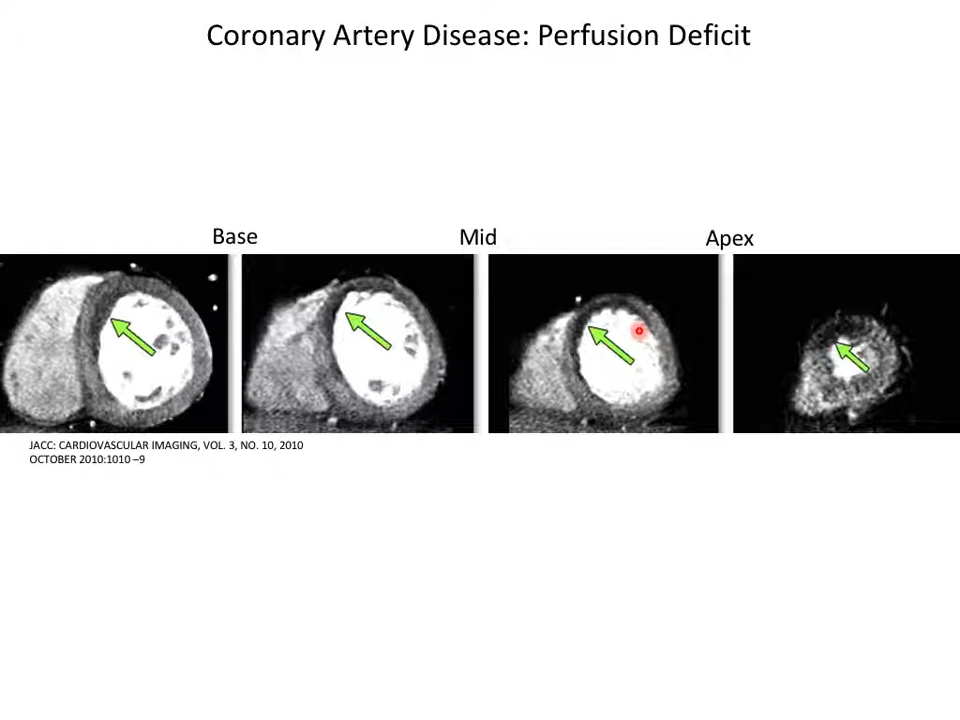 Coronary Artery Disease: Perfusion Deficit
Base Mid Apex
JACC: CARDIOVASCULAR IMAGING, VOL. 3, NO. 10, 2010
OCTOBER 2010:1010 –9